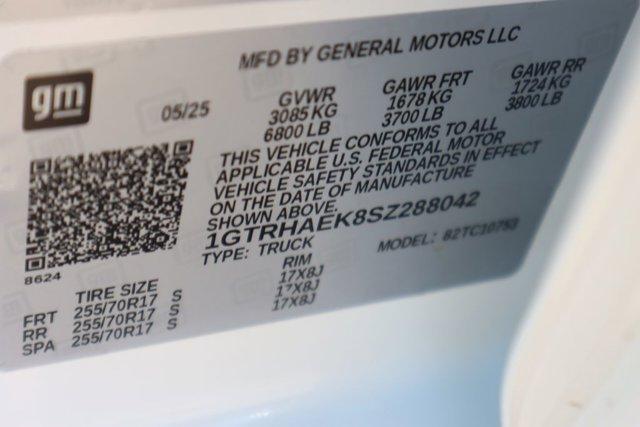 MFD BY GENERAL MOTORS LLC
gm
05/25 GVWR GAWR FRT GAWR RR
3085 KG 1678 KG 1724 KG
6800 LB 3700 LB 3800 LB
THIS VEHICLE CONFORMS TO ALL
APPLICABLE U.S. FEDERAL MOTOR
VEHICLE SAFETY STANDARDS IN EFFECT
ON THE DATE OF MANUFACTURE
SHOWN ABOVE.
1GTRHAEK8SZ288042
TYPE: TRUCK MODEL:
8624
TIRE SIZE RIM
FRT 255/70R17 S 17X8J
RR 255/70R17 S 17X8J
SPA 255/70R17 S 17X8J